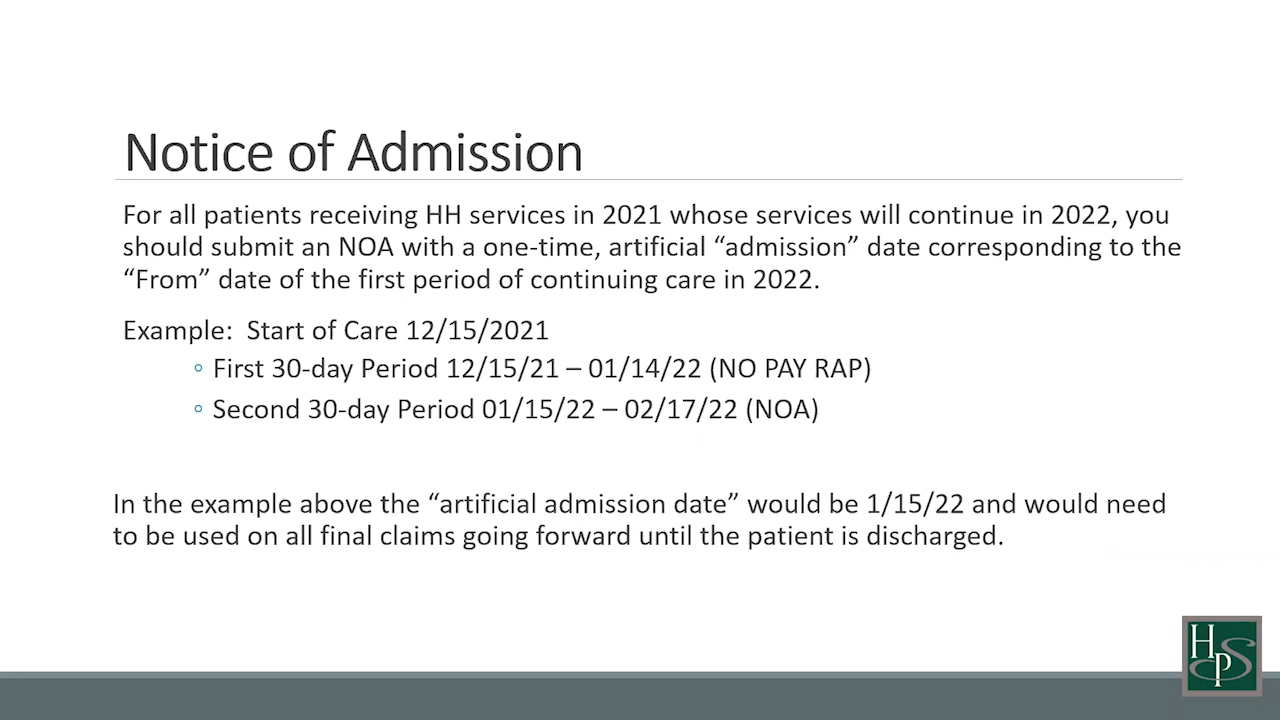 Notice of Admission
For all patients receiving HH services in 2021 whose services will continue in 2022, you
should submit an NOA with a one-time, artificial “admission” date corresponding to the
“From” date of the first period of continuing care in 2022.
Example:  Start of Care 12/15/2021
◦ First 30-day Period 12/15/21 – 01/14/22 (NO PAY RAP)
◦ Second 30-day Period 01/15/22 – 02/17/22 (NOA)
In the example above the “artificial admission date” would be 1/15/22 and would need
to be used on all final claims going forward until the patient is discharged.
HPS